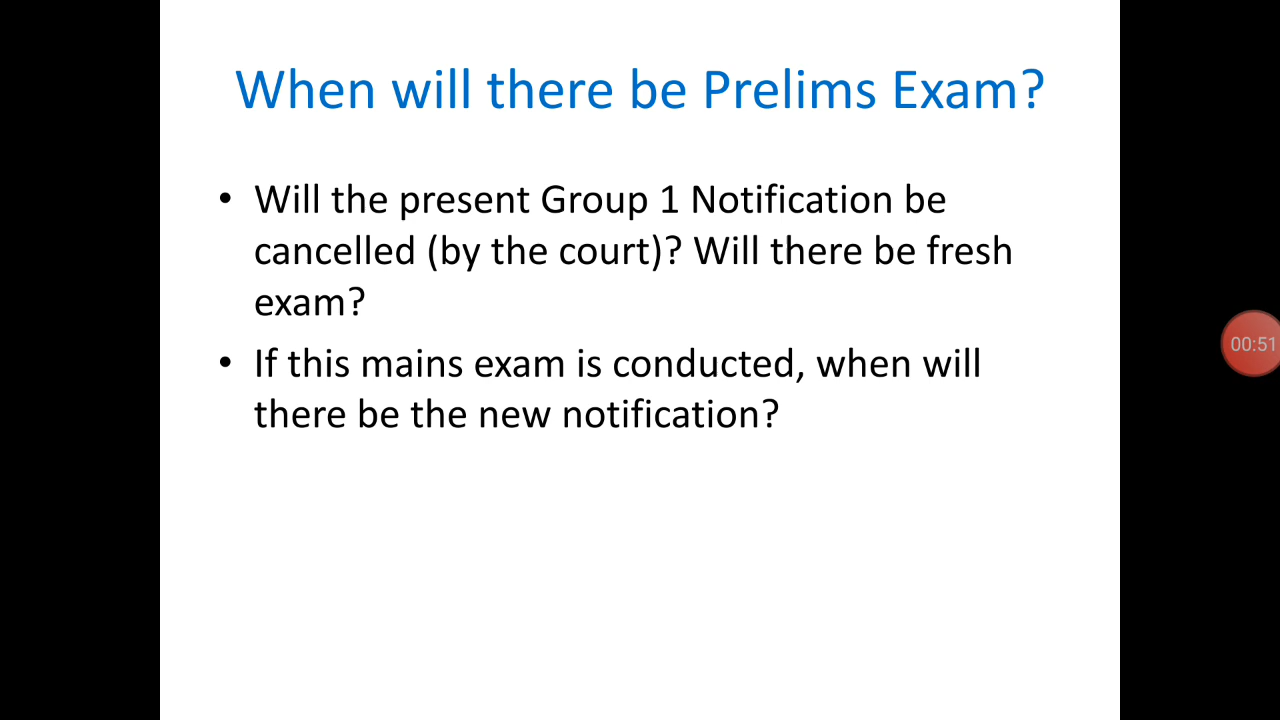 When will there be Prelims Exam?
• Will the present Group 1 Notification be
cancelled (by the court)? Will there be fresh
exam?
• If this mains exam is conducted, when will
there be the new notification?
00:51